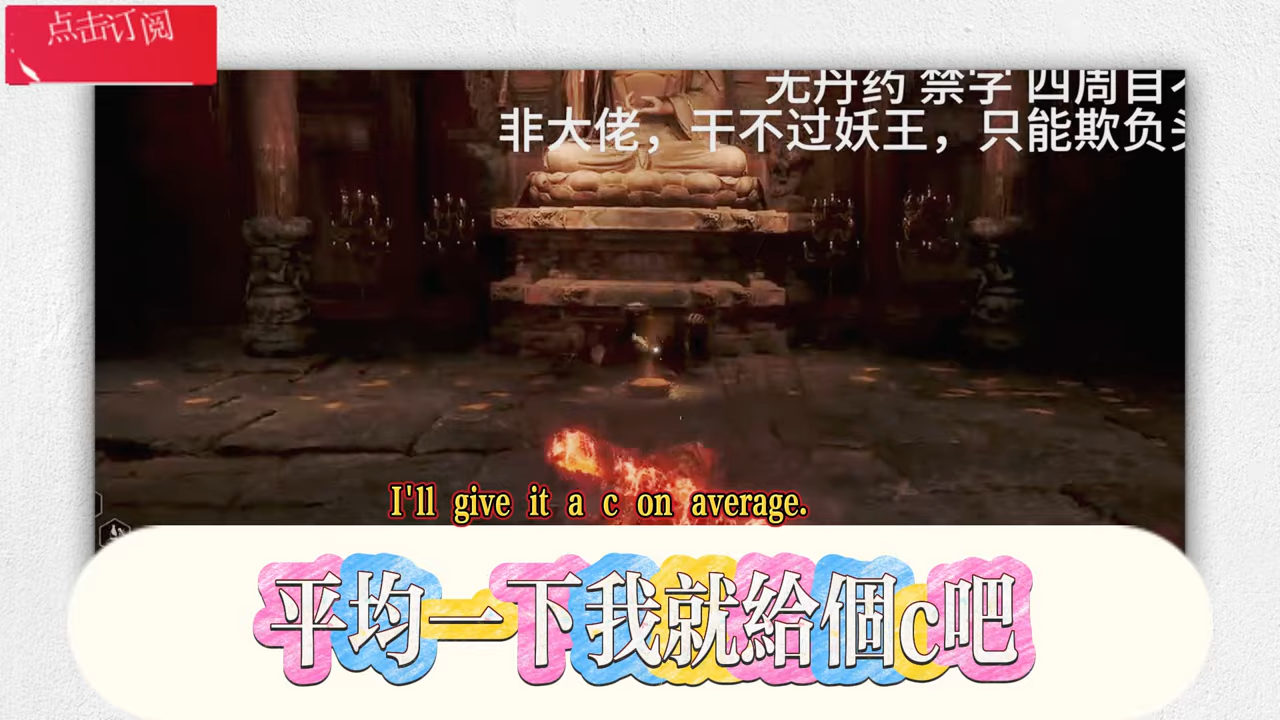 点击订阅
无丹药 禁字 四周目
非大佬，干不过妖王，只能欺负
I'll give it a c on average.
平均一下我就給個c吧